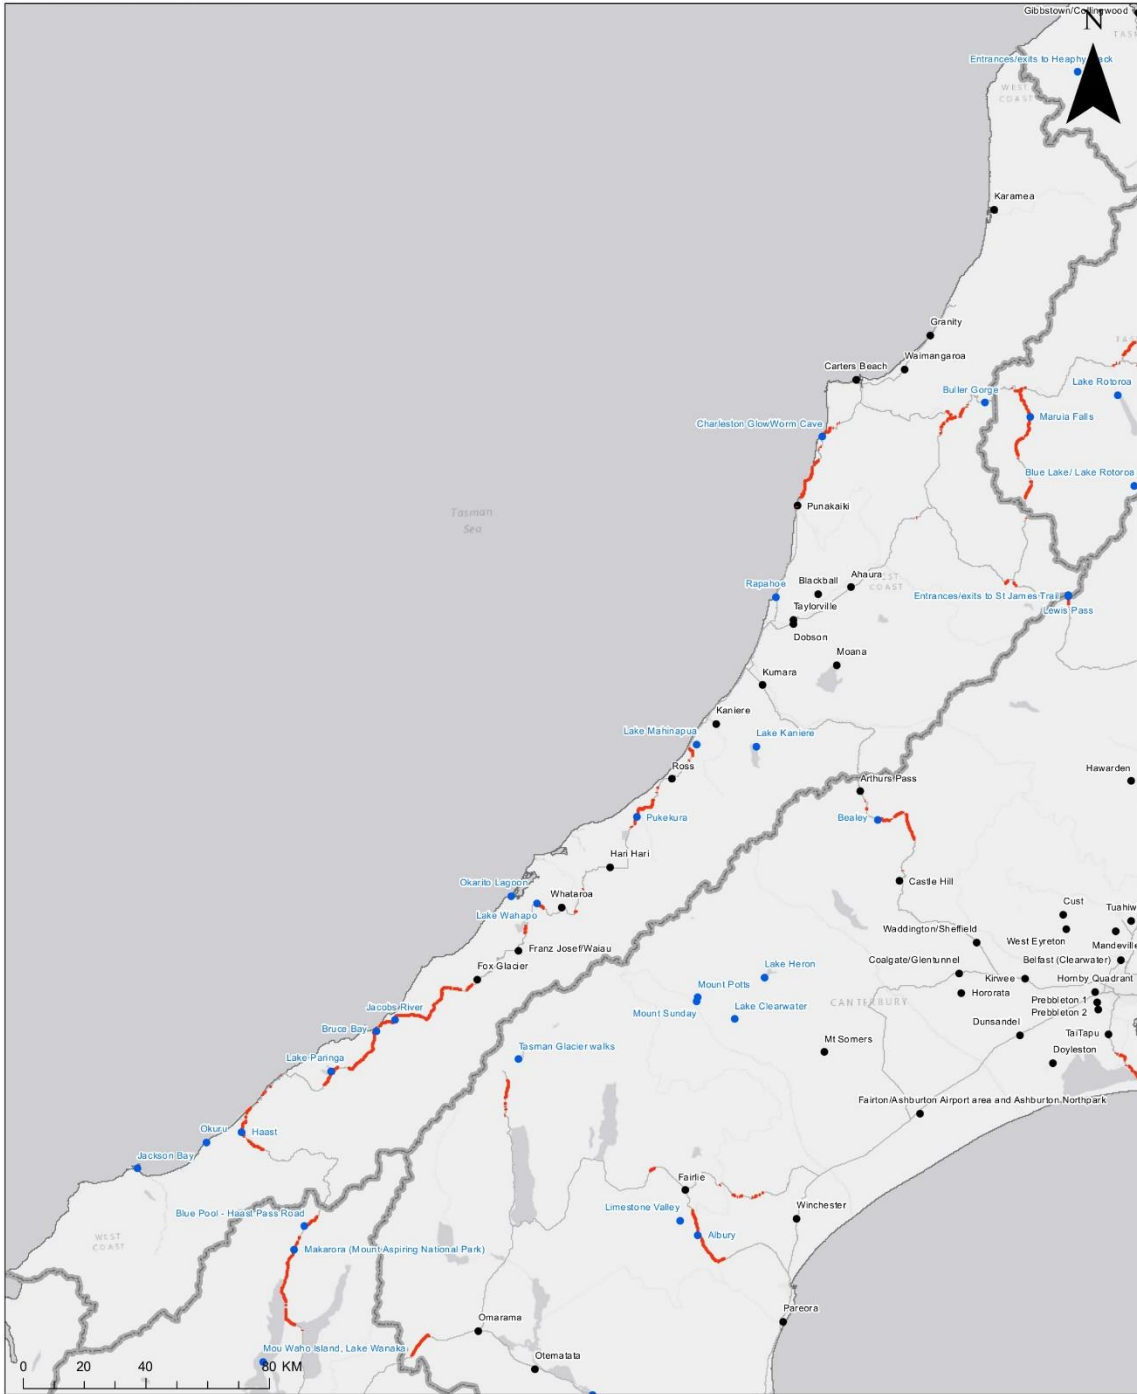 Gibbstown/Collingwood
N
Entrances/exits to Heaphy
WEST
COAST
Karamea
Granity
Waimangaroa
Carters Beach
Buller Gorge
Lake Rotoroa
Maruia Falls
Charleston GlowWorm Cave
Blue Lake/ Lake Rotoroa
Tasman
Sea
Punakaiki
Rapahoe
Blackball
Ahaura
COAST
Taylorville
Dobson
Entrances/exits to St James Trail
Lewis Pass
Moana
Kumara
Kaniere
Lake Mahinapua
Lake Kaniere
Ross
Arthurs Pass
Hawarden
Pukekura
Bealey
Hari Hari
Castle Hill
Okarito Lagoon
Whataroa
Lake Wahapo
Cust
Tuahiw
Waddington/Sheffield
West Eyreton
Mandeville
Franz Josef/Waiau
Fox Glacier
Coalgate/Glentunnel
Belfast (Clearwater)
Lake Heron
Kirwee
Hornby Quadrant
Mount Potts
Hororata
CANTERBURY
Prebbleton 1
Prebbleton 2
Mount Sunday
Lake Clearwater
Jacobs River
Bruce Bay
Dunsandel
TaiTapu
Tasman Glacier walks
Mt Somers
Doyleston
Lake Paringa
Fairton/Ashburton Airport area and Ashburton Northpark
Okuru
Haast
Jackson Bay
Fairlie
Limestone Valley
Winchester
Blue Pool - Haast Pass Road
Albury
WEST
COAST
Makarora (Mount Aspiring National Park)
Pareora
Omarama
Mou Waho Island, Lake Wanaka
Otematata
0 20 40 80 KM